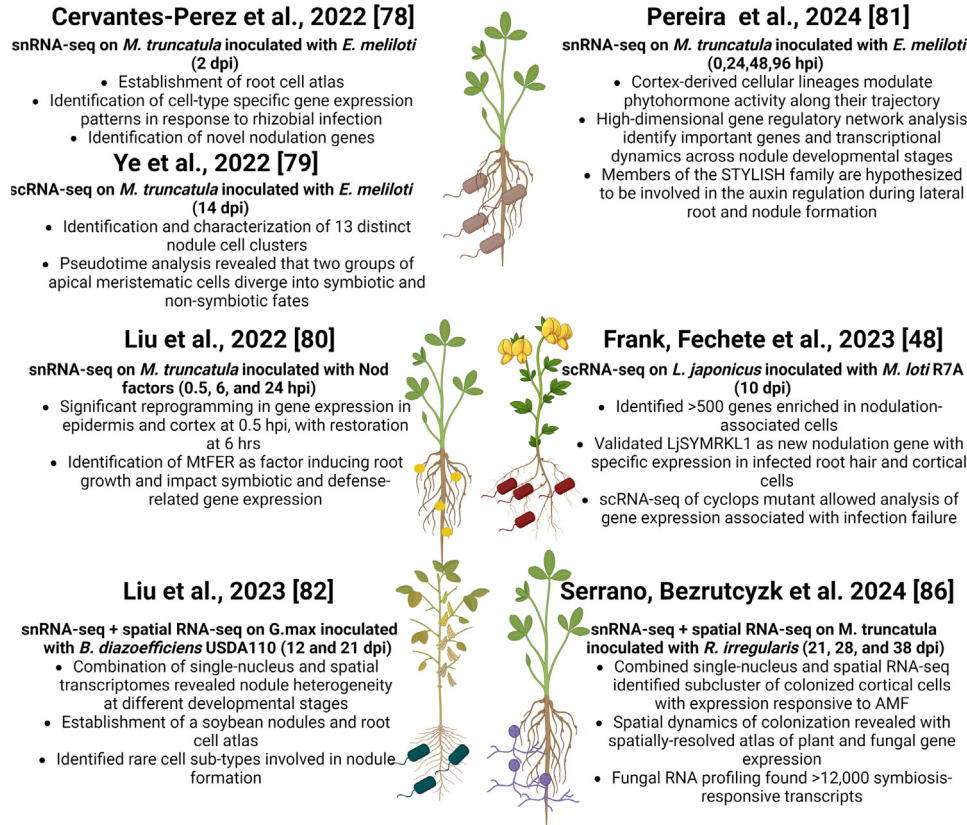 Cervantes-Perez et al., 2022 [78]
snRNA-seq on M. truncatula inoculated with E. meliloti
(2 dpi)
• Establishment of root cell atlas
• Identification of cell-type specific gene expression
patterns in response to rhizobial infection
• Identification of novel nodulation genes
Ye et al., 2022 [79]
scRNA-seq on M. truncatula inoculated with E. meliloti
(14 dpi)
• Identification and characterization of 13 distinct
nodule cell clusters
• Pseudotime analysis revealed that two groups of
apical meristematic cells diverge into symbiotic and
non-symbiotic fates
Pereira et al., 2024 [81]
snRNA-seq on M. truncatula inoculated with E. meliloti
(0,24,48,96 hpi)
• Cortex-derived cellular lineages modulate
phytohormone activity along their trajectory
• High-dimensional gene regulatory network analysis
identify important genes and transcriptional
dynamics across nodule developmental stages
• Members of the STYLISH family are hypothesized
to be involved in the auxin regulation during lateral
root and nodule formation
Liu et al., 2022 [80]
snRNA-seq on M. truncatula inoculated with Nod
factors (0.5, 6, and 24 hpi)
• Significant reprogramming in gene expression in
epidermis and cortex at 0.5 hpi, with restoration
at 6 hrs
• Identification of MtFER as factor inducing root
growth and impact symbiotic and defense-
related gene expression
Frank, Fechete et al., 2023 [48]
scRNA-seq on L. japonicus inoculated with M. loti R7A
(10 dpi)
• Identified >500 genes enriched in nodulation-
associated cells
• Validated LjSYMRKL1 as new nodulation gene with
specific expression in infected root hair and cortical
cells
• scRNA-seq of cyclops mutant allowed analysis of
gene expression associated with infection failure
Liu et al., 2023 [82]
snRNA-seq + spatial RNA-seq on G.max inoculated
with B. diazoefficiens USDA110 (12 and 21 dpi)
• Combination of single-nucleus and spatial
transcriptomes revealed nodule heterogeneity
at different developmental stages
• Establishment of a soybean nodules and root
cell atlas
• Identified rare cell sub-types involved in nodule
formation
Serrano, Bezrutcyzk et al. 2024 [86]
snRNA-seq + spatial RNA-seq on M. truncatula
inoculated with R. irregularis (21, 28, and 38 dpi)
• Combined single-nucleus and spatial RNA-seq
identified subcluster of colonized cortical cells
with expression responsive to AMF
• Spatial dynamics of colonization revealed with
spatially-resolved atlas of plant and fungal gene
expression
• Fungal RNA profiling found >12,000 symbiosis-
responsive transcripts